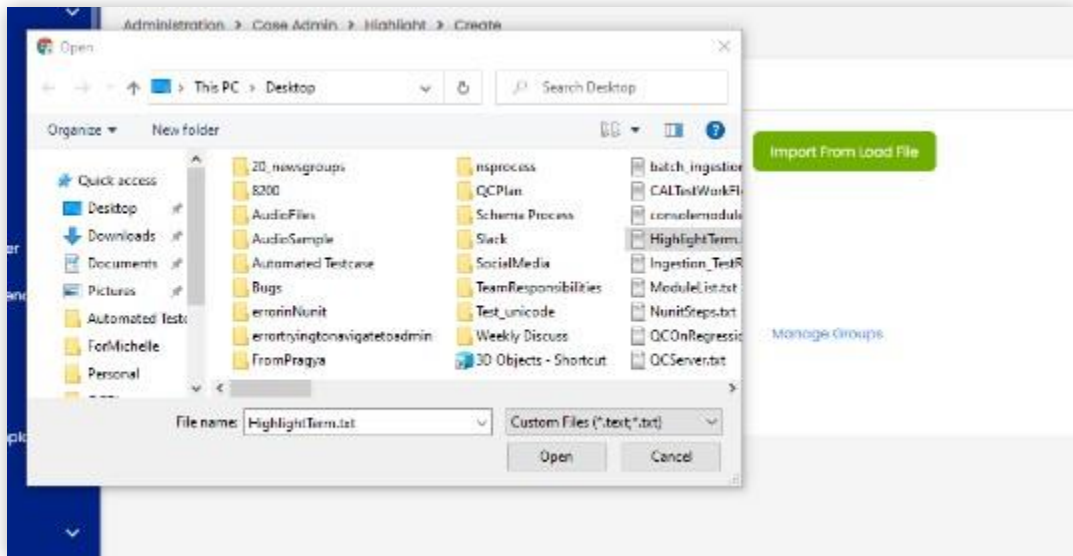 Administration > Case Admin > Highlight > Create
Open
This PC > Desktop
Search Desktop
Organize
New folder
Import From Load File
Quick access
Desktop
Downloads
Documents
Pictures
Automated Testc
ForMichelle
Personal
20_newsgroups
8200
AudioFiles
AudioSample
Automated Testcase
Bugs
errorinNunit
errortryingtonavigatetoadmin
FromPragya
nsprocess
QCPlan
Schema Process
Slack
SocialMedia
TeamResponsibilities
Test_unicode
Weekly Discuss
3D Objects - Shortcut
batch_ingestion
CALTestWorkFl
consolemodule
HighlightTerm.
Ingestion_TestR
ModuleList.txt
NunitSteps.txt
QCOnRegressio
QCServer.txt
Manage Groups
File name: HighlightTerm.txt
Custom Files (*.text;*.txt)
Open
Cancel